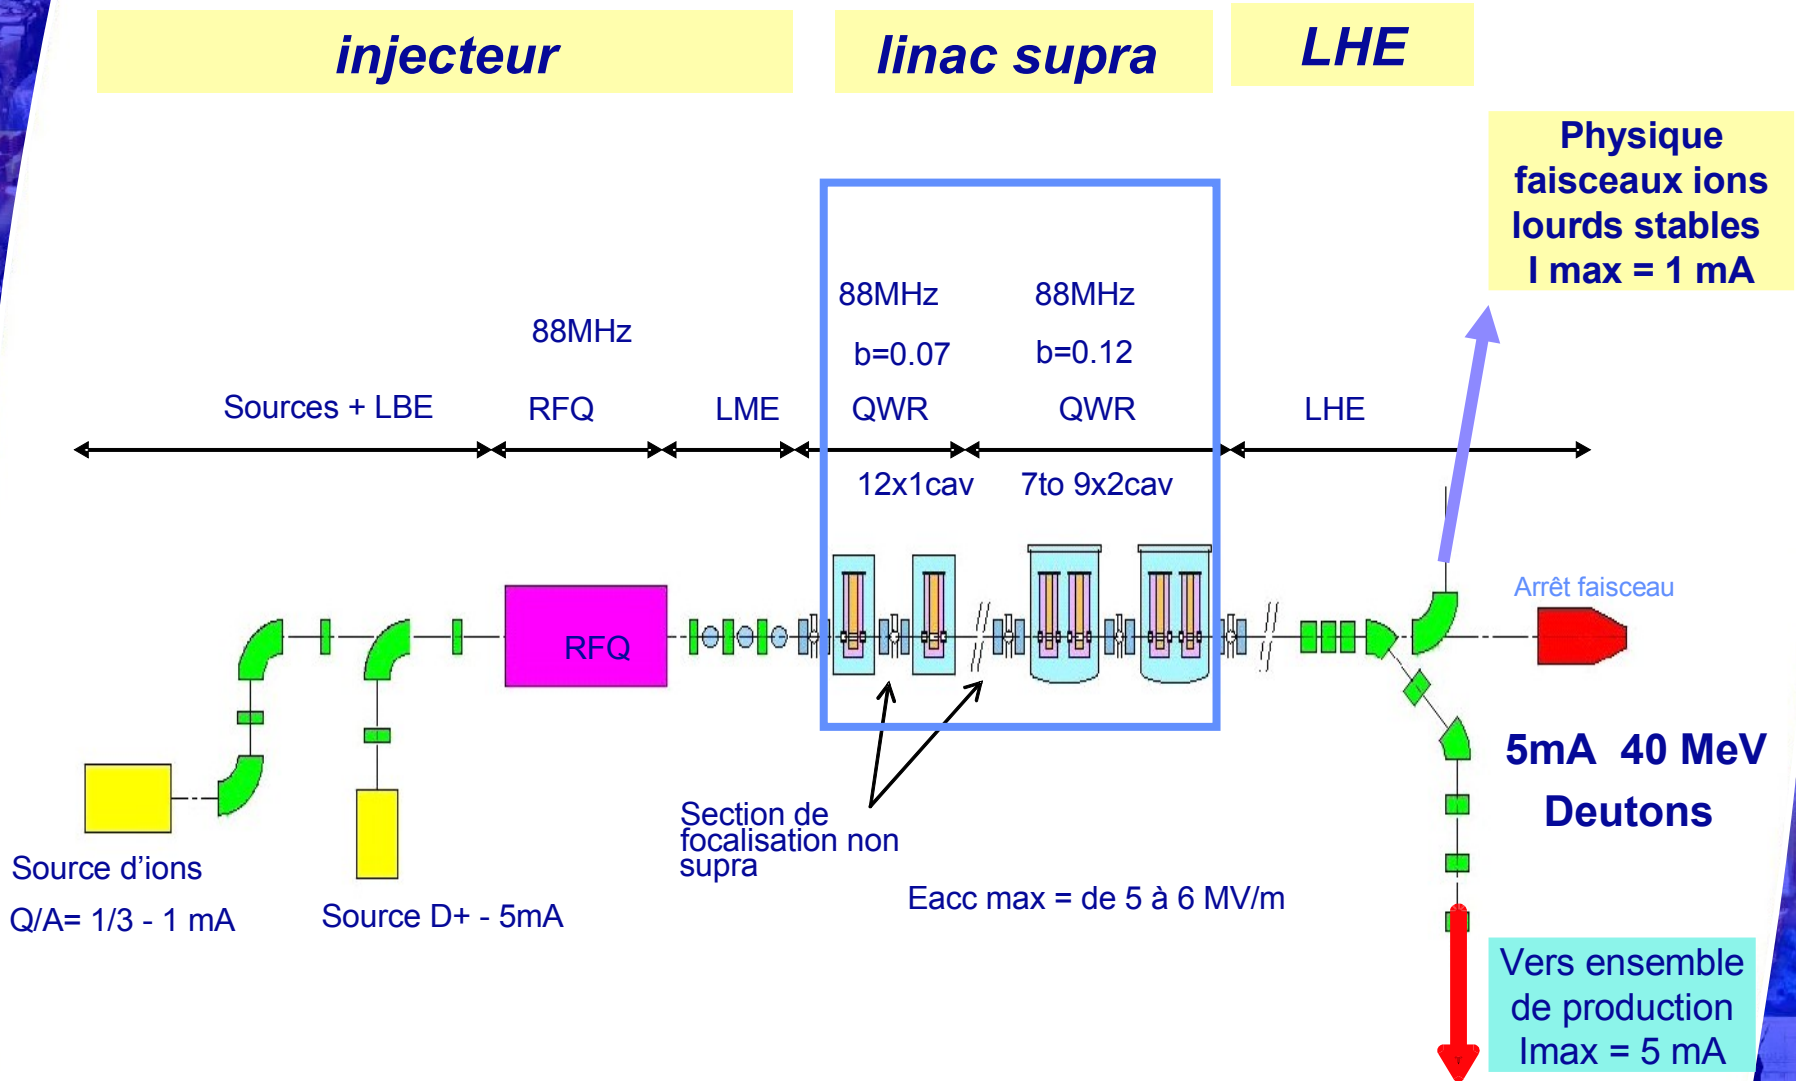 injecteur
linac supra
LHE
Physique
faisceaux ions
lourds stables
I max = 1 mA
88MHz
88MHz
88MHz
b=0.07
b=0.12
Sources + LBE
RFQ
LME
QWR
QWR
LHE
12x1cav
7to 9x2cav
Arrêt faisceau
RFQ
5mA 40 MeV
Deutons
Section de
focalisation non
supra
Source d'ions
Q/A= 1/3 - 1 mA
Source D+ - 5mA
Eacc max = de 5 à 6 MV/m
Vers ensemble
de production
Imax = 5 mA